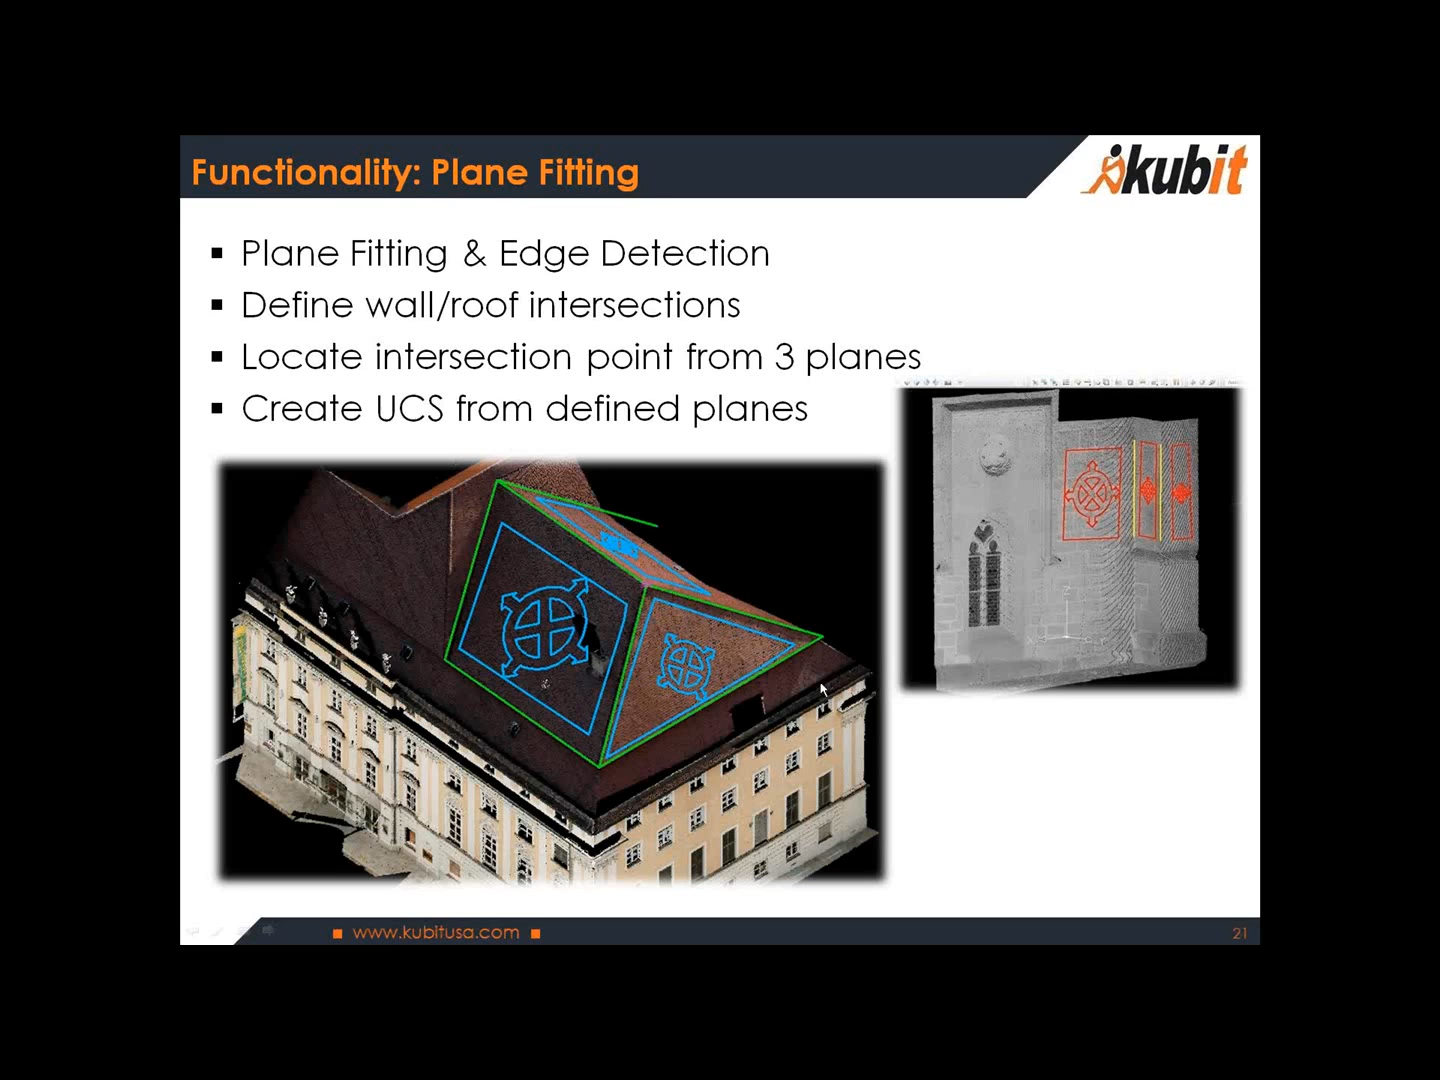 Functionality: Plane Fitting
kubit
▪ Plane Fitting & Edge Detection
▪ Define wall/roof intersections
▪ Locate intersection point from 3 planes
▪ Create UCS from defined planes
Z
■ www.kubitusa.com ■
21